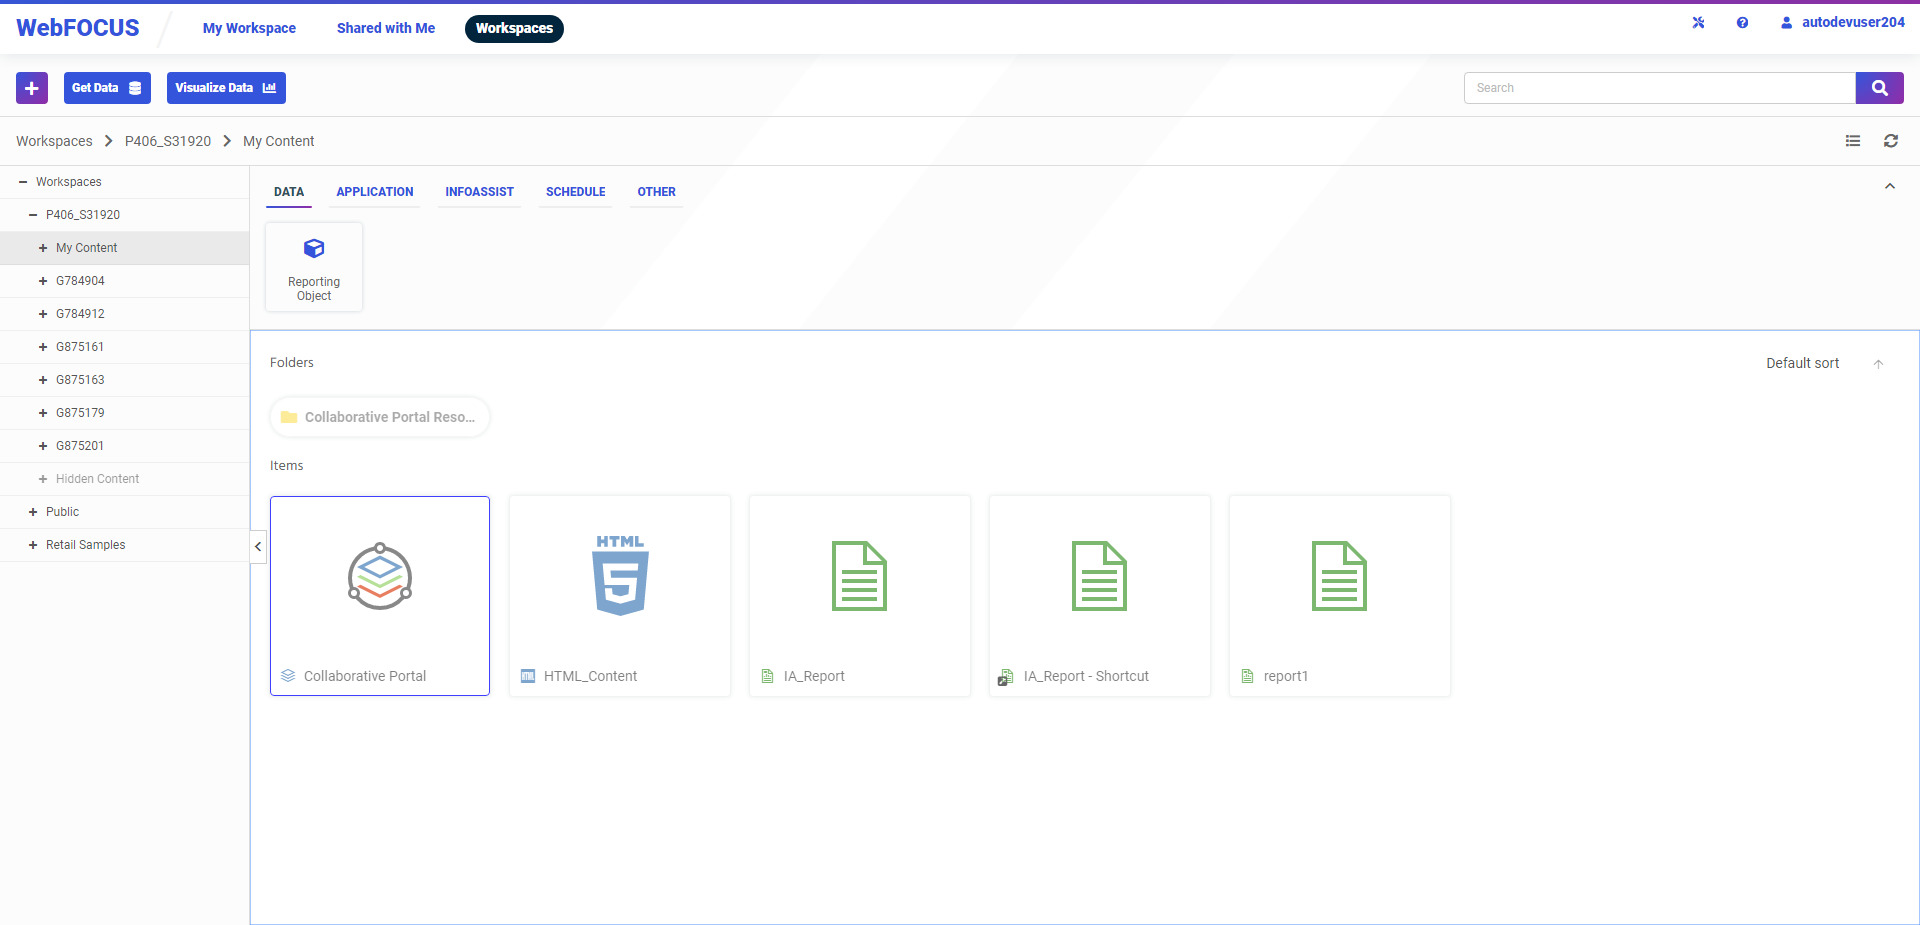 WebFOCUS
My Workspace
Shared with Me
Workspaces
autodevuser204
Get Data
Visualize Data
Search
Workspaces
P406_S31920
My Content
Workspaces
P406_S31920
My Content
G784904
G784912
G875161
G875163
G875179
G875201
Hidden Content
Public
Retail Samples
DATA
APPLICATION
INFOASSIST
SCHEDULE
OTHER
Reporting
Object
Folders
Default sort
Collaborative Portal Reso...
Items
HTML
5
Collaborative Portal
HTML
HTML_Content
IA_Report
IA_Report - Shortcut
report1